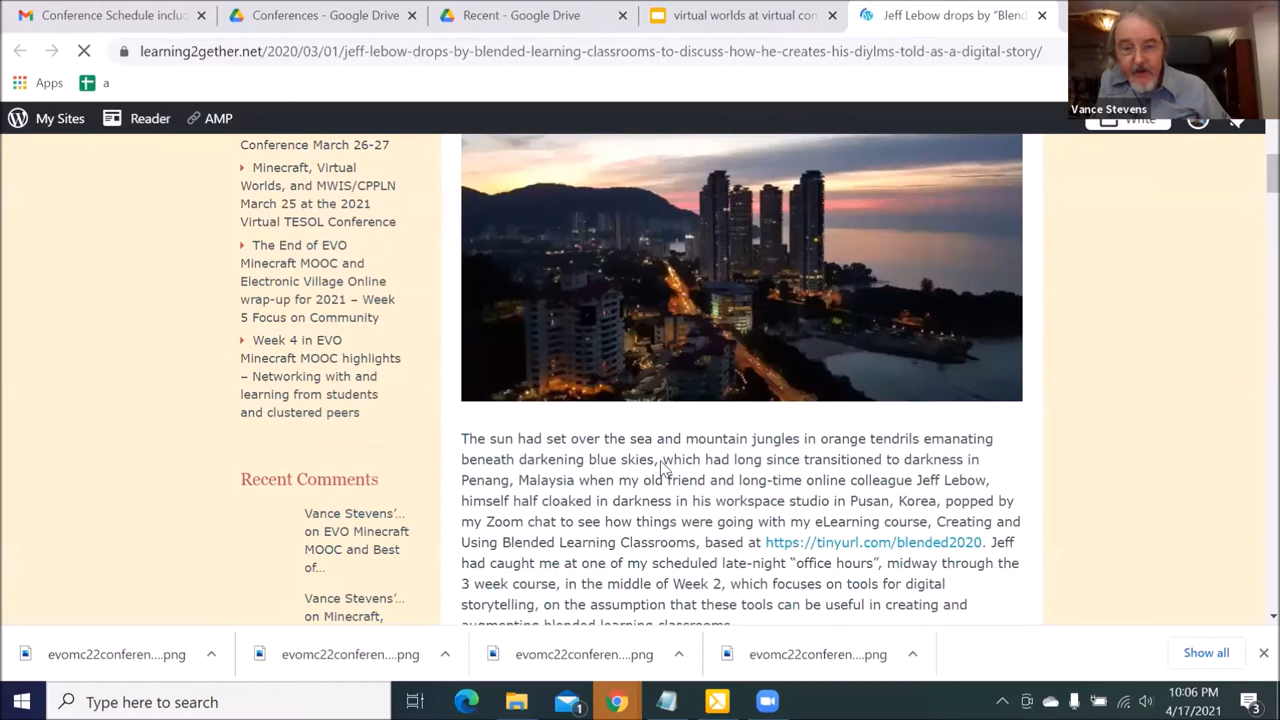 Conference Schedule inclu
Conferences - Google Drive
Recent - Google Drive
virtual worlds at virtual con
Jeff Lebow drops by "Blend
learning2gether.net/2020/03/01/jeff-lebow-drops-by-blended-learning-classrooms-to-discuss-how-he-creates-his-diylms-told-as-a-digital-story/
Apps
a
Vance Stevens
My Sites
Reader
AMP
Write
Conference March 26-27
Minecraft, Virtual
Worlds, and MWIS/CPPLN
March 25 at the 2021
Virtual TESOL Conference
The End of EVO
Minecraft MOOC and
Electronic Village Online
wrap-up for 2021 – Week
5 Focus on Community
Week 4 in EVO
Minecraft MOOC highlights
– Networking with and
learning from students
and clustered peers
Recent Comments
Vance Stevens'...
on EVO Minecraft
MOOC and Best
of...
Vance Stevens'...
on Minecraft,
The sun had set over the sea and mountain jungles in orange tendrils emanating
beneath darkening blue skies, which had long since transitioned to darkness in
Penang, Malaysia when my old friend and long-time online colleague Jeff Lebow,
himself half cloaked in darkness in his workspace studio in Pusan, Korea, popped by
my Zoom chat to see how things were going with my eLearning course, Creating and
Using Blended Learning Classrooms, based at https://tinyurl.com/blended2020. Jeff
had caught me at one of my scheduled late-night "office hours", midway through the
3 week course, in the middle of Week 2, which focuses on tools for digital
storytelling, on the assumption that these tools can be useful in creating and
augmenting blended learning classrooms.
evomc22conferen....png
evomc22conferen....png
evomc22conferen....png
evomc22conferen....png
Show all
Type here to search
1
10:06 PM
4/17/2021
3